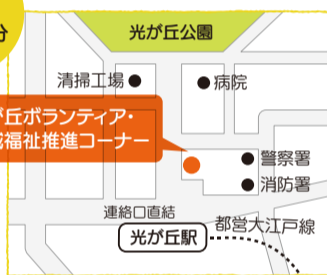 分
光が丘公園
清掃工場
病院
が丘ボランティア・
域福祉推進コーナー
警察署
消防署
連絡口直結
光が丘駅
都営大江戸線